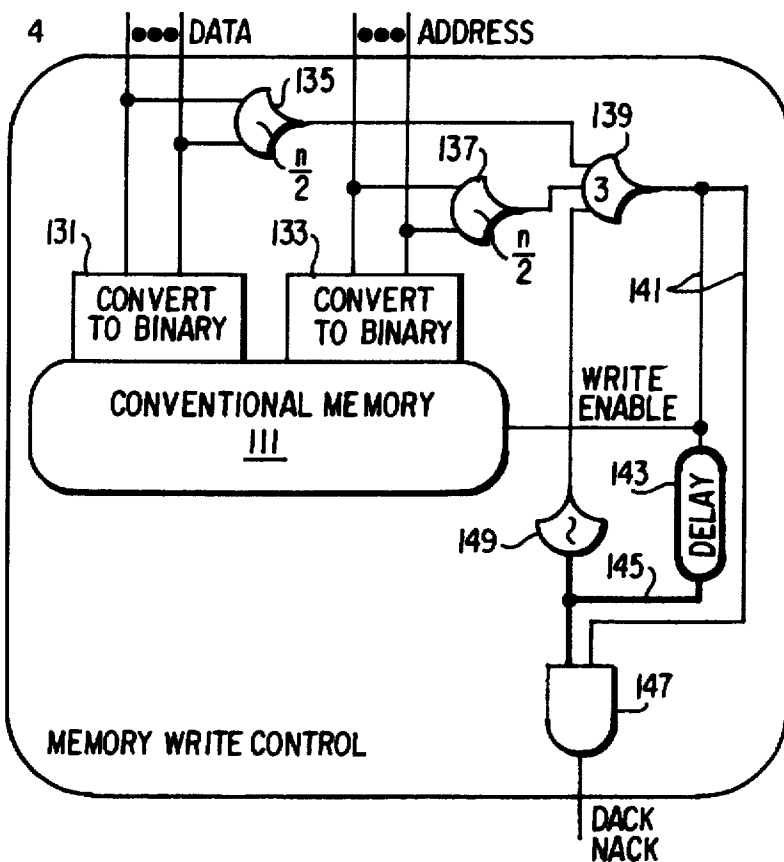 4
DATA
ADDRESS
135
n/2
137
n/2
139
3
131
CONVERT
TO BINARY
133
CONVERT
TO BINARY
141
CONVENTIONAL MEMORY
111
WRITE
ENABLE
143
DELAY
149
145
147
MEMORY WRITE CONTROL
DACK
NACK